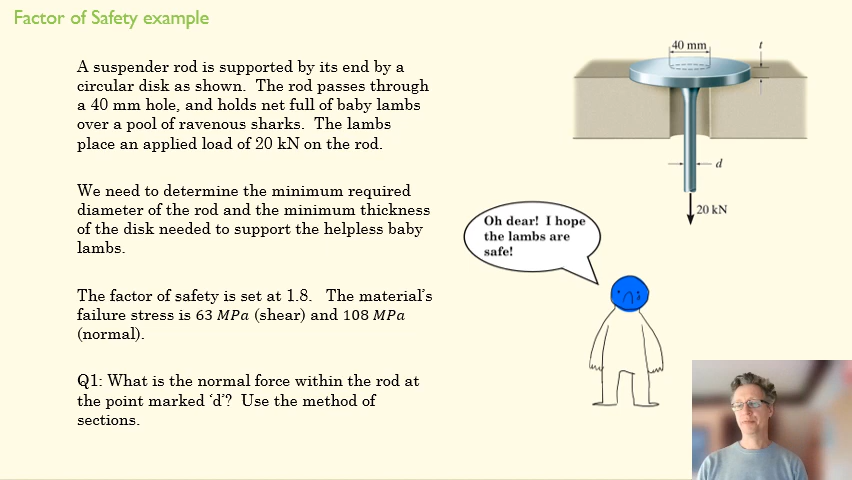 Factor of Safety example
A suspender rod is supported by its end by a
circular disk as shown. The rod passes through
a 40 mm hole, and holds net full of baby lambs
over a pool of ravenous sharks. The lambs
place an applied load of 20 kN on the rod.
We need to determine the minimum required
diameter of the rod and the minimum thickness
of the disk needed to support the helpless baby
lambs.
The factor of safety is set at 1.8. The material's
failure stress is 63 MPa (shear) and 108 MPa
(normal).
Q1: What is the normal force within the rod at
the point marked 'd'? Use the method of
sections.
40 mm
t
d
20 kN
Oh dear! I hope
the lambs are
safe!